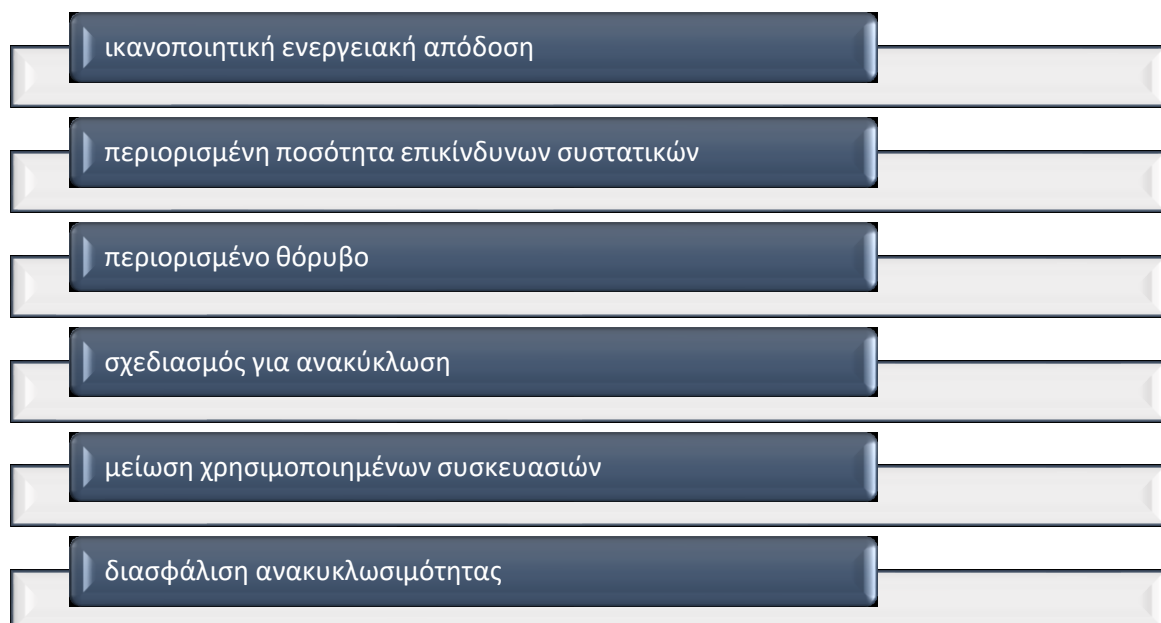 ικανοποιητική ενεργειακή απόδοση
περιορισμένη ποσότητα επικίνδυνων συστατικών
περιορισμένο θόρυβο
σχεδιασμός για ανακύκλωση
μείωση χρησιμοποιημένων συσκευασιών
διασφάλιση ανακυκλωσιμότητας